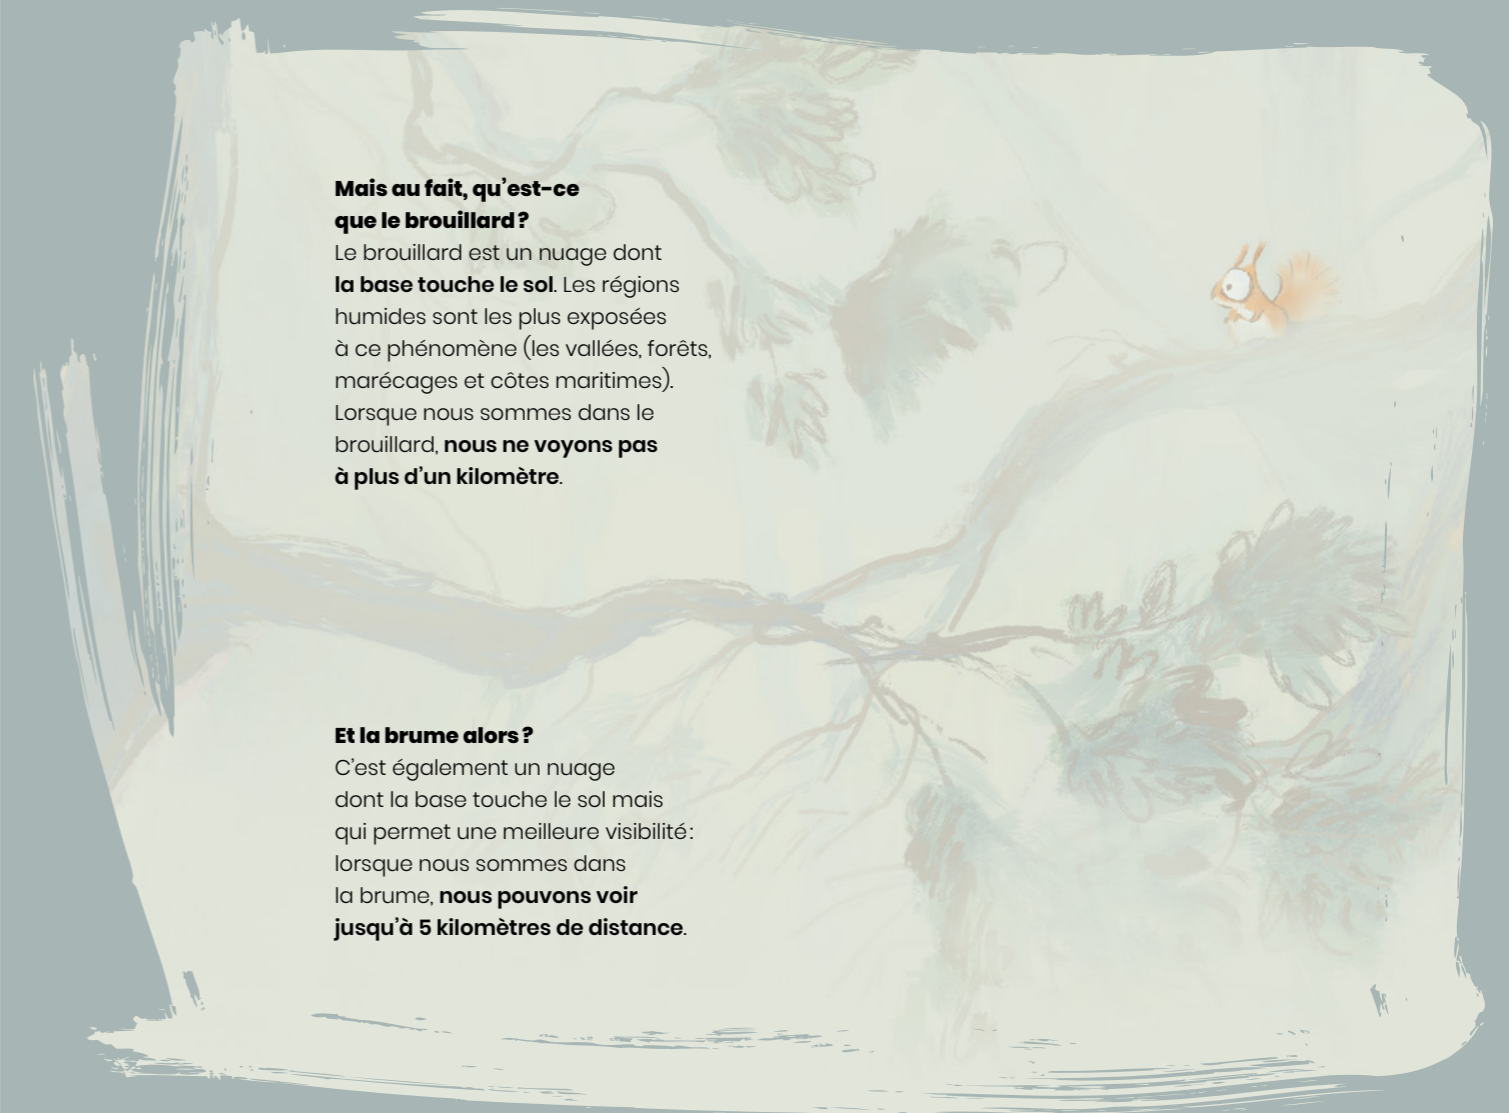 Mais au fait, qu’est-ce
que le brouillard ?
Le brouillard est un nuage dont
la base touche le sol. Les régions
humides sont les plus exposées
à ce phénomène (les vallées, forêts,
marécages et côtes maritimes).
Lorsque nous sommes dans le
brouillard, nous ne voyons pas
à plus d’un kilomètre.
Et la brume alors ?
C’est également un nuage
dont la base touche le sol mais
qui permet une meilleure visibilité :
lorsque nous sommes dans
la brume, nous pouvons voir
jusqu’à 5 kilomètres de distance.